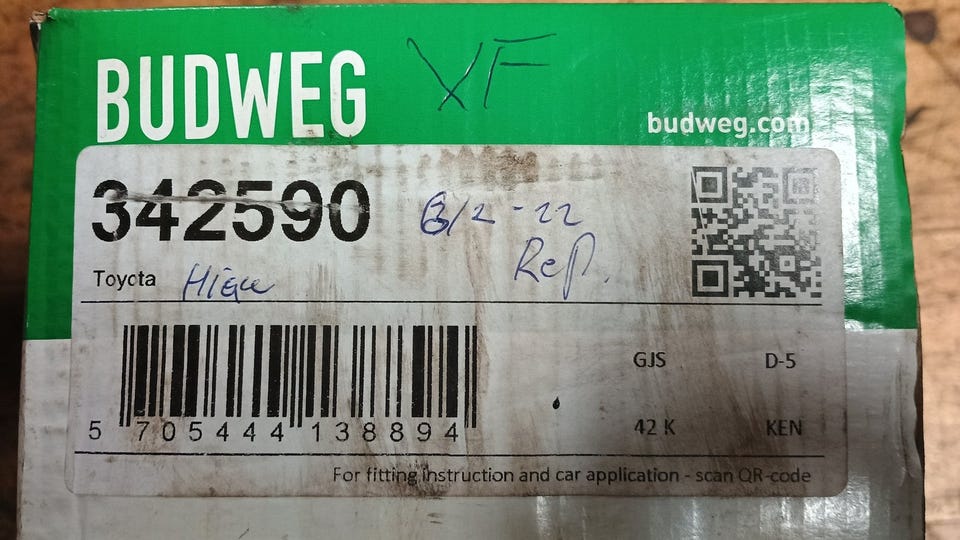 BUDWEG XF
budweg.com
342590 6/2-22
Rep.
Toyota Hiace
GJS D-5
5 705444 138894
42 K KEN
For fitting instruction and car application - scan QR-code